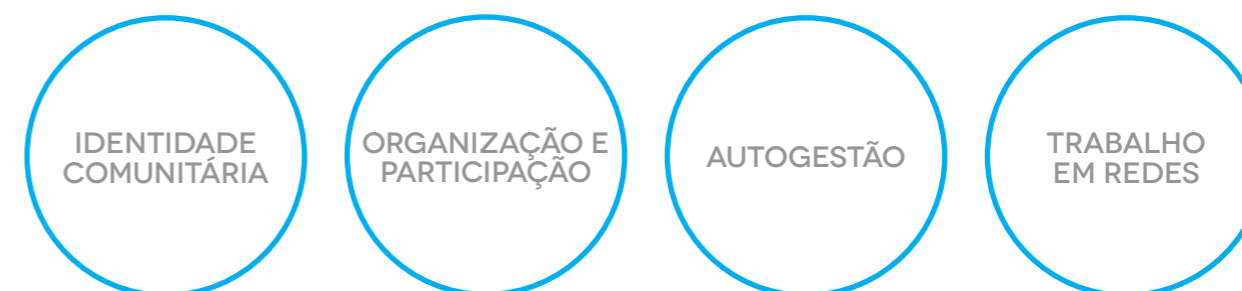 IDENTIDADE
COMUNITÁRIA
ORGANIZAÇÃO E
PARTICIPAÇÃO
AUTOGESTÃO
TRABALHO
EM REDES